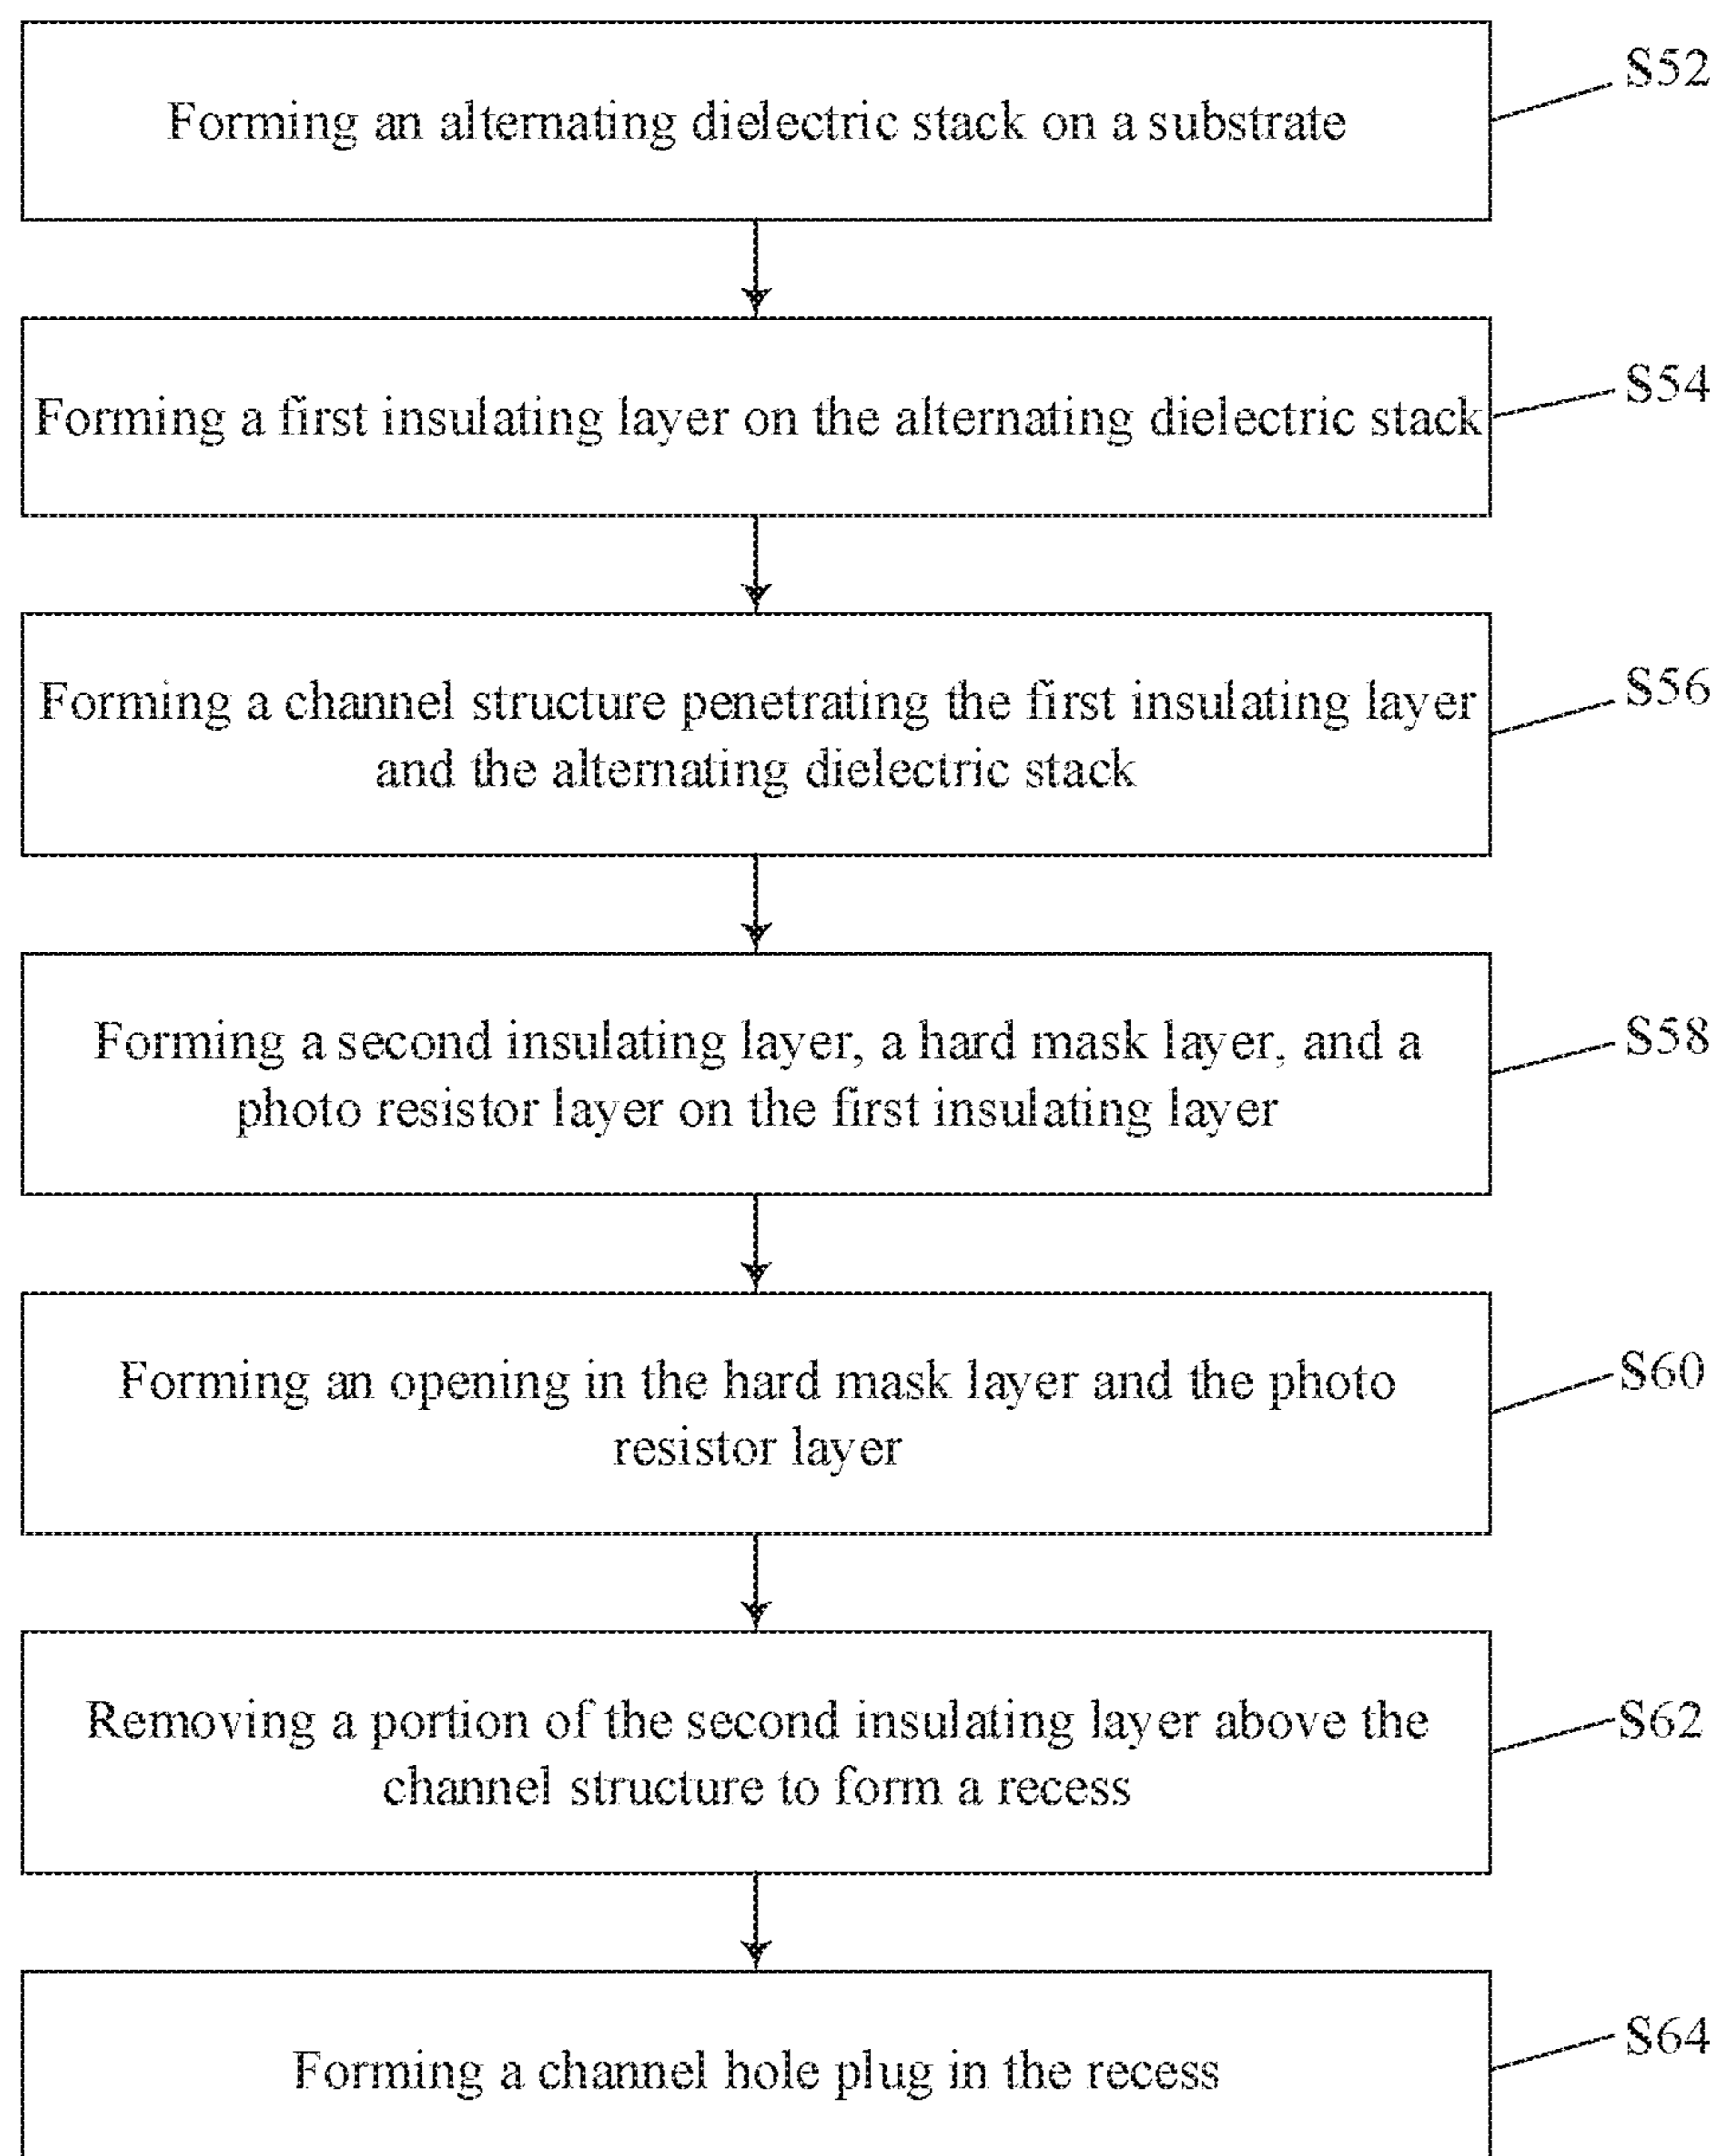 Forming an alternating dielectric stack on a substrate
S52
Forming a first insulating layer on the alternating dielectric stack
S54
Forming a channel structure penetrating the first insulating layer
and the alternating dielectric stack
S56
Forming a second insulating layer, a hard mask layer, and a
photo resistor layer on the first insulating layer
S58
Forming an opening in the hard mask layer and the photo
resistor layer
S60
Removing a portion of the second insulating layer above the
channel structure to form a recess
S62
Forming a channel hole plug in the recess
S64